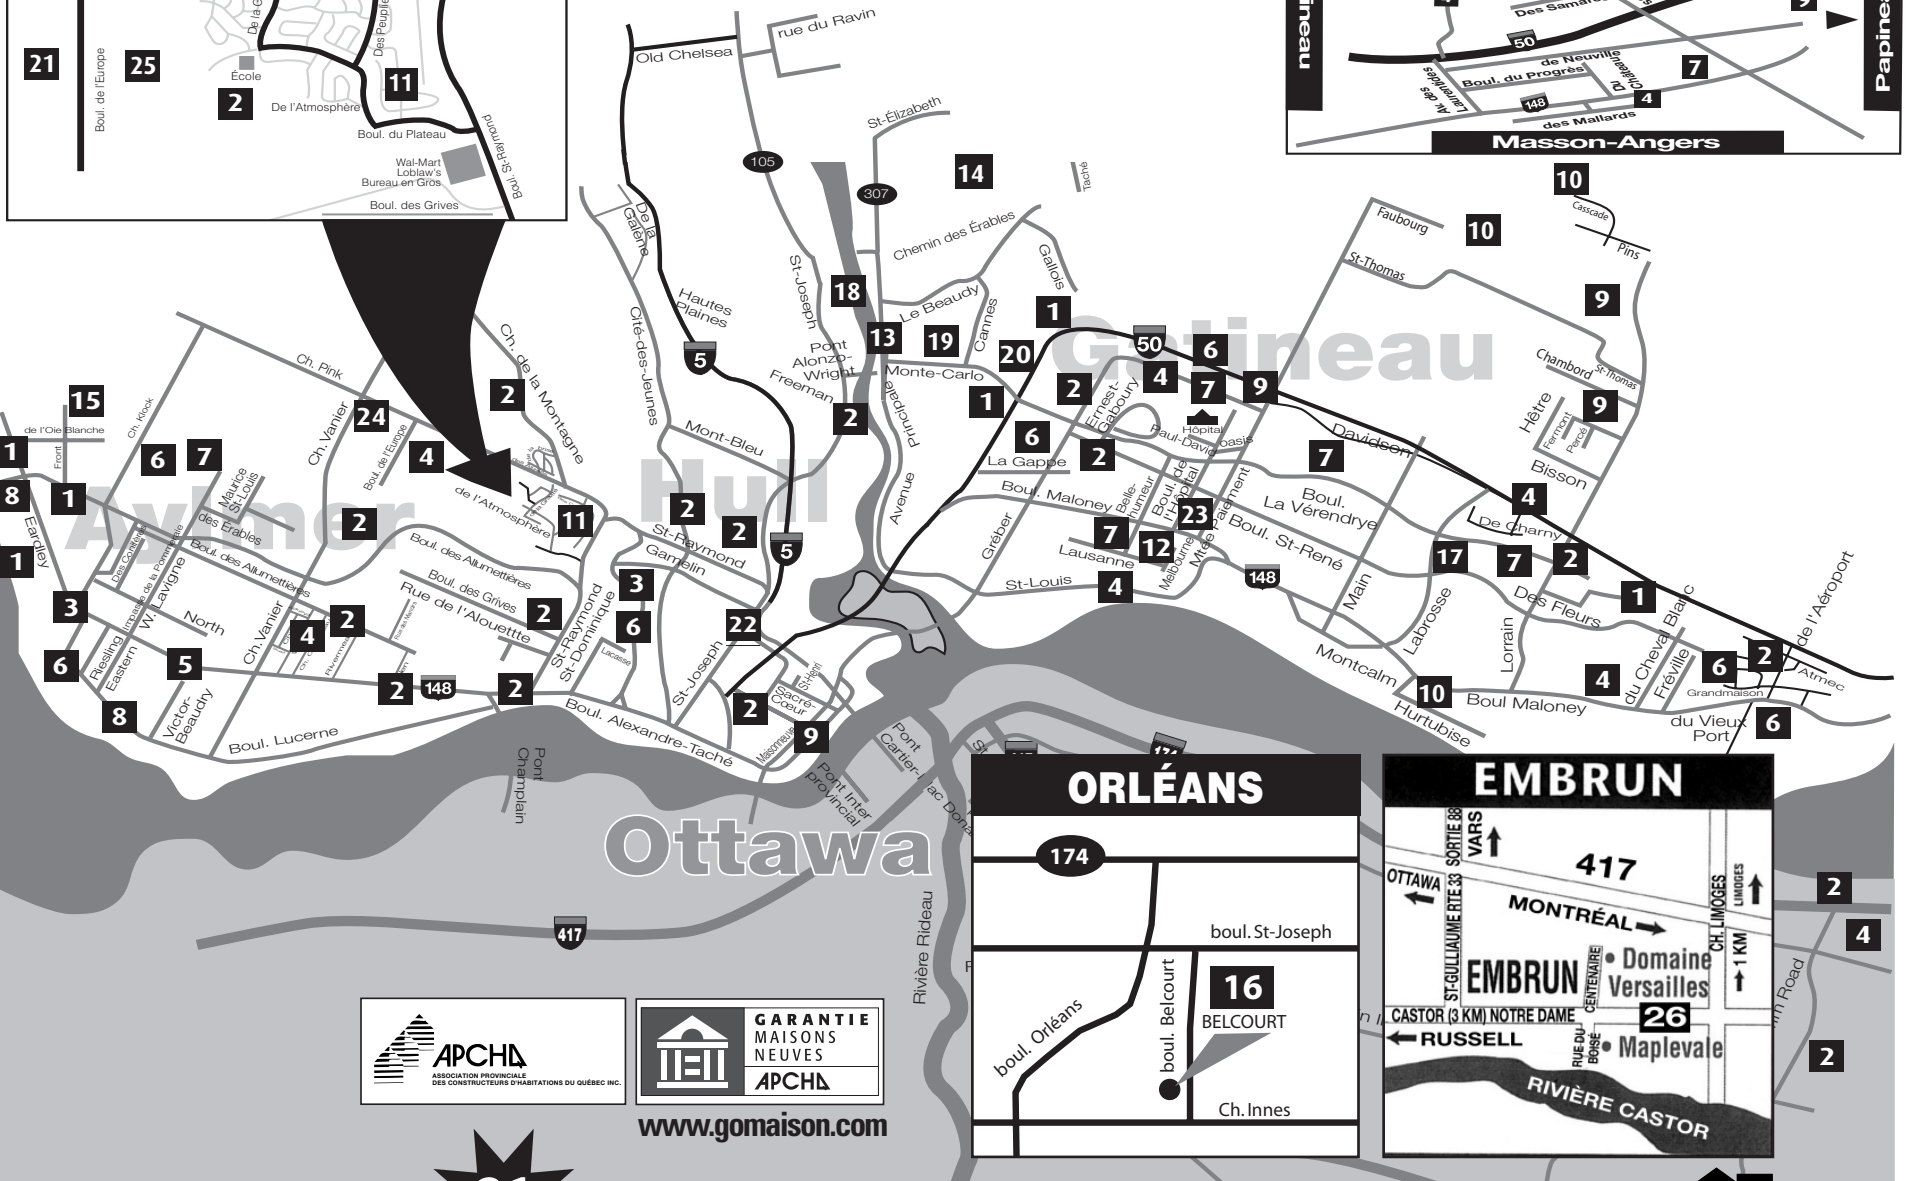 21
Boul. de l'Europe
25
École
2
De l'Atmosphère
11
Boul. du Plateau
Wal-Mart
Loblaw's
Bureau en Gros
Boul. St-Raymond
Boul. des Grives
Old Chelsea
rue du Ravin
105
St-Élizabeth
307
14
Taché
De la
Galène
Chemin des Érables
Gallois
St-Joseph
18
Hautes
Plaines
Le Beaudy
Cannes
1
13
19
20
Cité-des-Jeunes
5
Pont
Alonzo-
Wright
Freeman
Monte-Carlo
Principale
2
1
Mont-Bleu
Avenue
Des Samares
50
de Neuville
Boul. du Progrès
Du
Château
Av. des
Laurentides
148
4
7
9
des Mallards
Masson-Angers
10
Casscade
Pins
Faubourg
10
St-Thomas
9
Chambord
St-Thomas
9
Hêtre
Fermont
Percé
Bisson
Gatineau
50
6
4
7
9
2
Ernest-
Gaboury
Hôpital
Paul-David
oasis
6
2
La Gappe
Davidson
7
Boul.
La Vérendrye
Boul. Maloney
Belle-
humeur
Boul. de
l'Hôpital
23
Mtée Paiement
Boul. St-René
7
12
Lausanne
Melbourne
4
St-Louis
Gréber
148
Main
4
De Charny
17
7
2
Des Fleurs
1
Labrosse
Lorrain
Montcalm
10
Hurtubise
Boul Maloney
4
du Cheval Blanc
Fréville
6
2
de l'Aéroport
Atmec
Grandmaison
du Vieux
Port
6
Ch. Pink
Ch. de la Montagne
2
15
de l'Oie Blanche
Front
Ch. Klock
1
8
1
1
Eardley
6
7
Maurice
St-Louis
des Érables
Ch. Vanier
24
Boul. de l'Europe
4
de l'Atmosphère
11
Aylmer
2
Boul. des Allumettières
Boul. des Allumettières
Des Conifères
Impasse de la Pommeraie
W. Lavigne
North
3
6
8
Riesling
Eastern
5
Victor-
Beaudry
Ch. Vanier
4
2
Boul. des Grives
Rue de l'Alouettte
2
2
148
2
Boul. Lucerne
Hull
2
2
5
St-Raymond
Gamelin
3
6
St-Raymond
St-Dominique
Lacasse
St-Joseph
22
St-Henri
Sacré-
Cœur
2
9
Maisonneuve
Boul. Alexandre-Taché
Pont
Champlain
Pont Inter
provincial
Pont
Ottawa
417
Rivière Rideau
ORLÉANS
174
boul. St-Joseph
boul. Orléans
boul. Belcourt
16
BELCOURT
Ch. Innes
EMBRUN
SORTIE 88
VARS
417
OTTAWA
MONTRÉAL
ST-GULLIAUME RTE 33
CH. LIMOGES
LIMOGES
1 KM
EMBRUN
CENTENAIRE
• Domaine
Versailles
CASTOR (3 KM) NOTRE DAME
26
RUSSELL
RUE DU
BOISÉ
• Maplevale
RIVIÈRE CASTOR
2
4
2
APCHQ
ASSOCIATION PROVINCIALE
DES CONSTRUCTEURS D'HABITATIONS DU QUÉBEC INC.
GARANTIE
MAISONS
NEUVES
APCHQ
www.gomaison.com